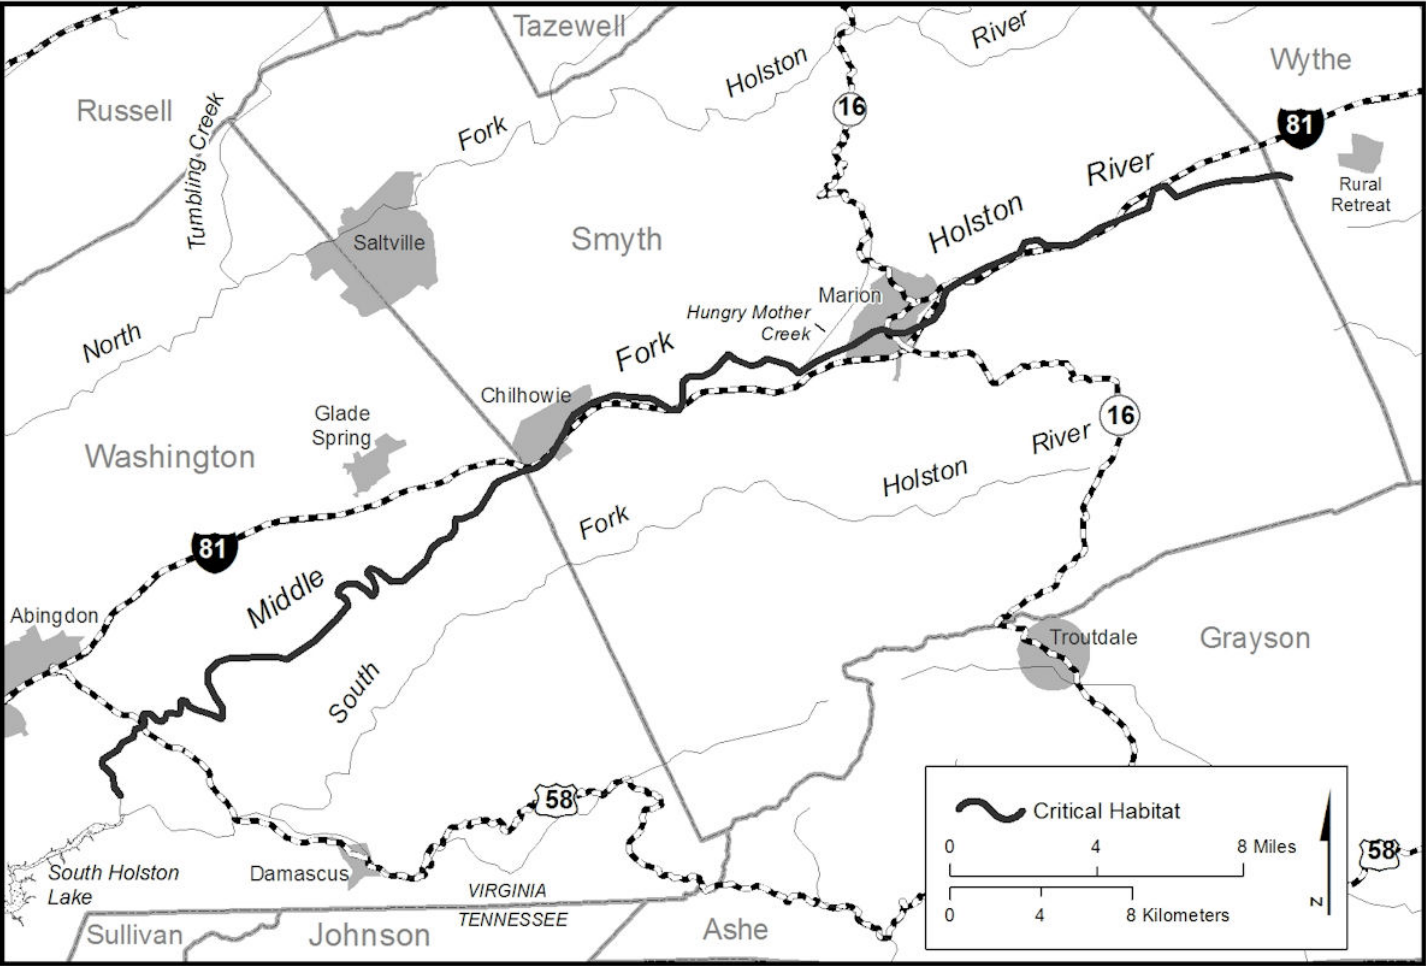 Tazewell
River
Wythe
Russell
Holston
16
81
Fork
Tumbling Creek
River
Rural
Retreat
Holston
Saltville
Smyth
Marion
Hungry Mother
Creek
North
Fork
Chilhowie
Glade
Spring
16
River
Washington
Holston
Fork
81
Middle
Abingdon
Troutdale
Grayson
South
58
Critical Habitat
0 4 8 Miles
58
South Holston
Lake
Damascus
VIRGINIA
TENNESSEE
N
0 4 8 Kilometers
Sullivan
Johnson
Ashe